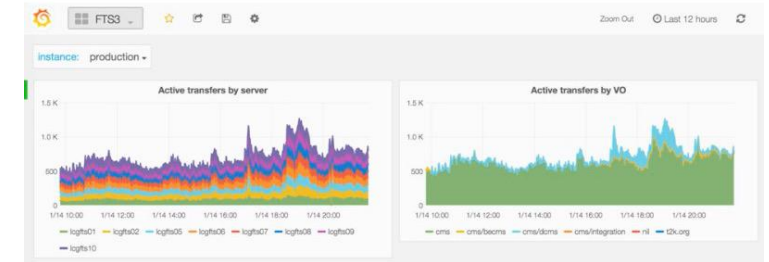 FTS3
Zoom Out
Last 12 hours
instance: production
Active transfers by server
1.5 K
1.0 K
500
0
1/14 10:00 1/14 12:00 1/14 14:00 1/14 16:00 1/14 18:00 1/14 20:00
lcgfts01 lcgfts02 lcgfts05 lcgfts06 lcgfts07 lcgfts08 lcgfts09
lcgfts10
Active transfers by VO
1.5 K
1.0 K
500
0
1/14 10:00 1/14 12:00 1/14 14:00 1/14 16:00 1/14 18:00 1/14 20:00
cms cms/becms cms/dcms cms/integration nil t2k.org